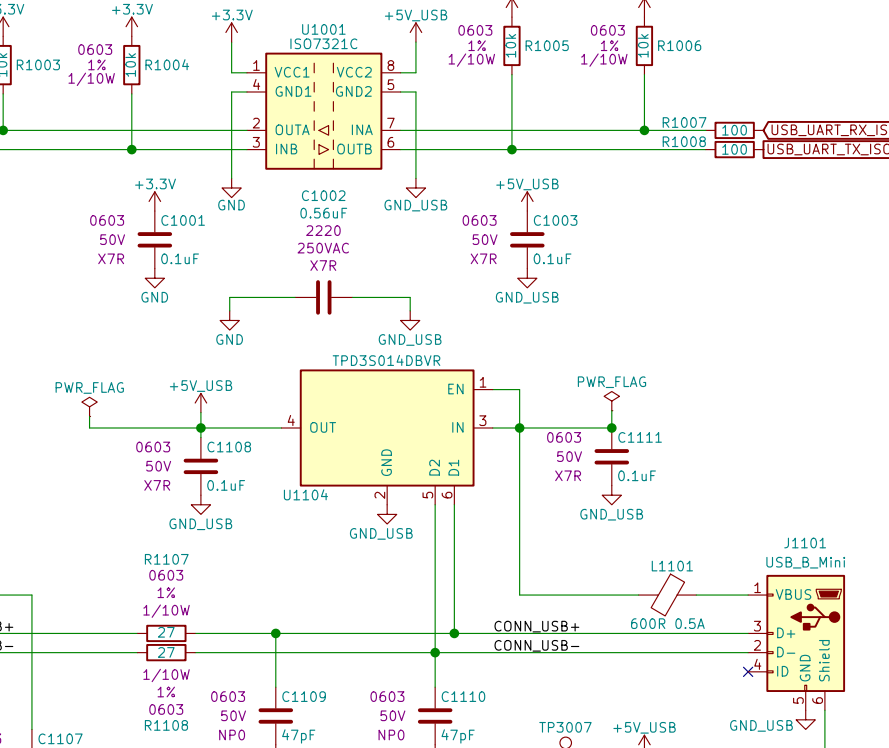 3.3V
+3.3V
+3.3V
U1001
ISO7321C
+5V_USB
10k
R1003
0603
1%
1/10W
10k
R1004
1 VCC1 VCC2 8
4 GND1 GND2 5
2 OUTA INA 7
3 INB OUTB 6
0603
1%
1/10W
10k
R1005
0603
1%
1/10W
10k
R1006
R1007 100 USB_UART_RX_IS
R1008 100 USB_UART_TX_ISO
GND
GND_USB
+3.3V
0603
50V
X7R
C1001
0.1uF
GND
C1002
0.56uF
2220
250VAC
X7R
GND
GND_USB
+5V_USB
0603
50V
X7R
C1003
0.1uF
GND_USB
TPD3S014DBVR
EN 1
4 OUT IN 3
GND D2 D1
2 5 6
U1104
GND_USB
PWR_FLAG
+5V_USB
0603
50V
X7R
C1108
0.1uF
GND_USB
PWR_FLAG
0603
50V
X7R
C1111
0.1uF
GND_USB
L1101
600R 0.5A
J1101
USB_B_Mini
1 VBUS
3 D+
2 D-
4 ID
GND Shield
5 6
GND_USB
R1107
0603
1%
1/10W
B+ 27 CONN_USB+
B- 27 CONN_USB-
1/10W
1%
0603
R1108
0603
50V
NP0
C1109
47pF
0603
50V
NP0
C1110
47pF
C1107
TP3007
+5V_USB